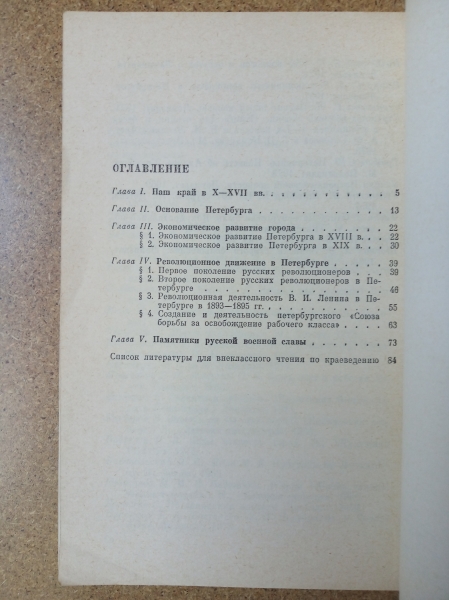 ОГЛАВЛЕНИЕ
Глава I. Наш край в X—XVII вв. . . . . . . . . . . . 5
Глава II. Основание Петербурга . . . . . . . . . . . 13
Глава III. Экономическое развитие города . . . . . . . 22
§ 1. Экономическое развитие Петербурга в XVIII в. . . 22
§ 2. Экономическое развитие Петербурга в XIX в. . . 30
Глава IV. Революционное движение в Петербурге . . . . 39
§ 1. Первое поколение русских революционеров . . . 39
§ 2. Второе поколение русских революционеров в Пе-
тербурге . . . . . . . . . . . . . . 46
§ 3. Революционная деятельность В. И. Ленина в Пе-
тербурге в 1893—1895 гг. . . . . . . . . . 55
§ 4. Создание и деятельность петербургского «Союза
борьбы за освобождение рабочего класса» . . . . 63
Глава V. Памятники русской военной славы . . . . . . 73
Список литературы для внеклассного чтения по краеведению 84